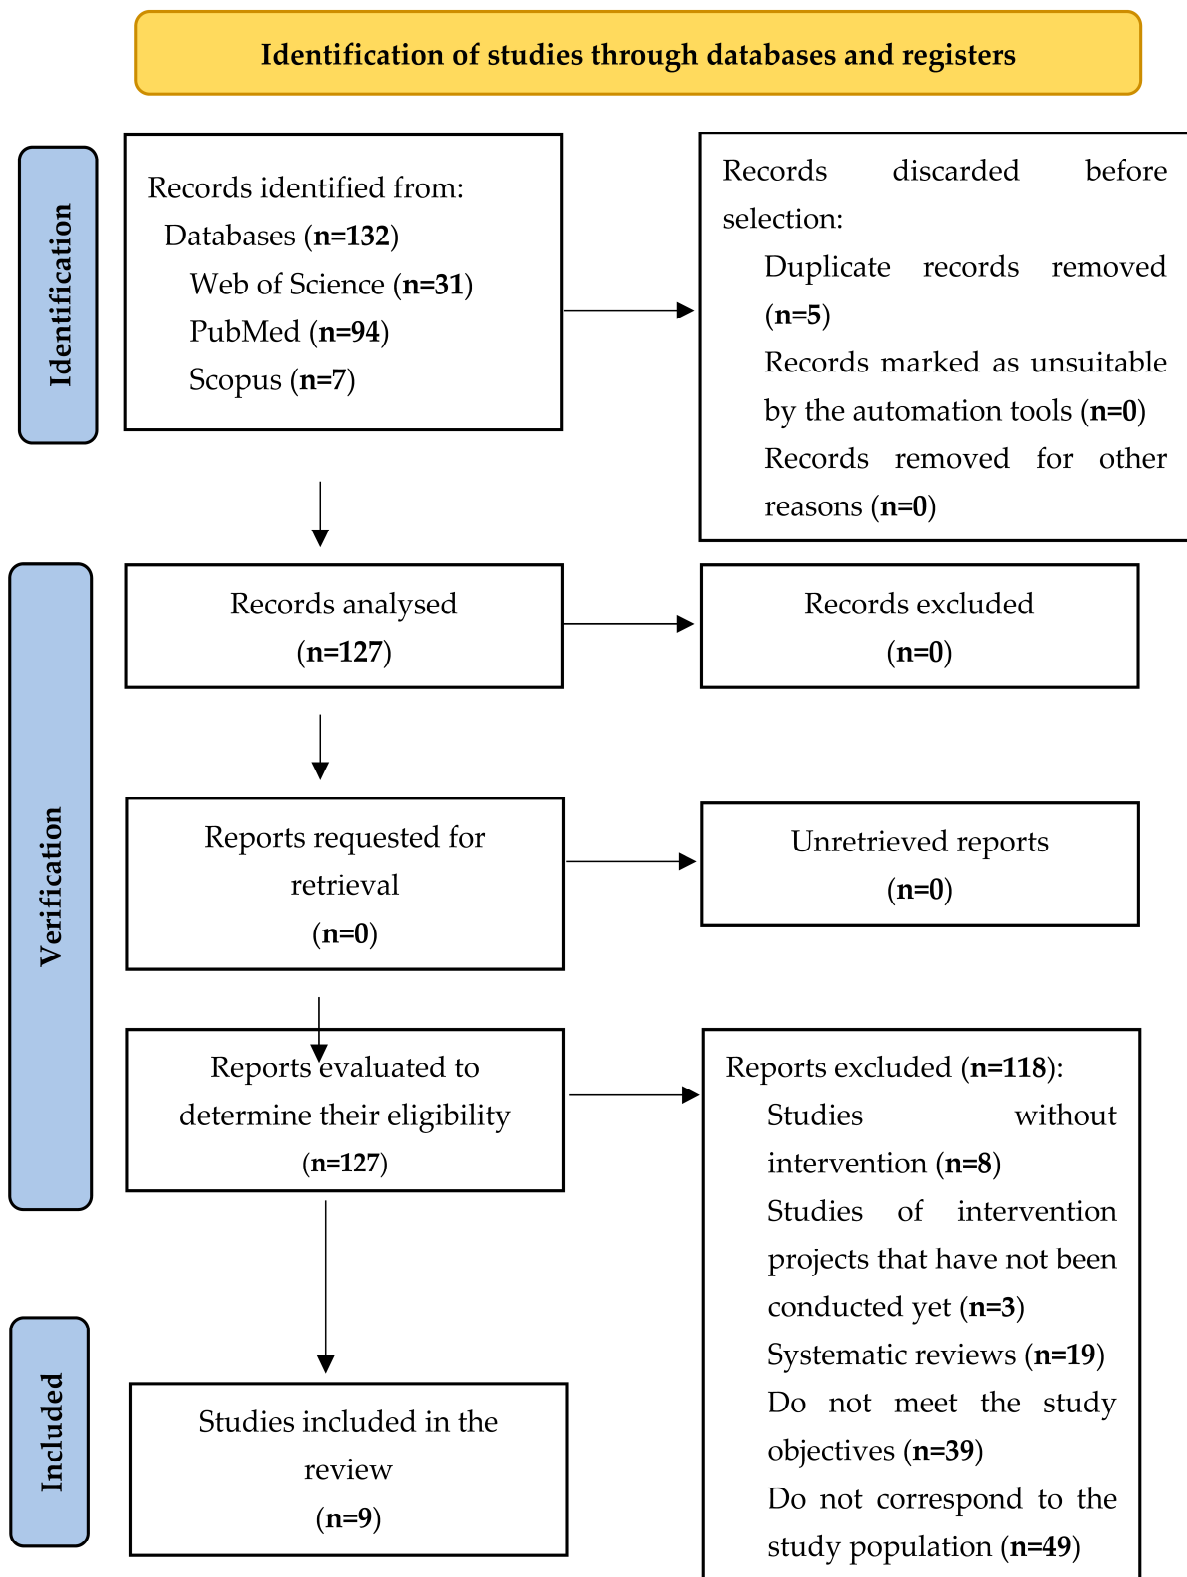 Identification of studies through databases and registers
Identification
Records identified from:
Databases (n=132)
Web of Science (n=31)
PubMed (n=94)
Scopus (n=7)
Records discarded before
selection:
Duplicate records removed
(n=5)
Records marked as unsuitable
by the automation tools (n=0)
Records removed for other
reasons (n=0)
Verification
Records analysed
(n=127)
Records excluded
(n=0)
Reports requested for
retrieval
(n=0)
Unretrieved reports
(n=0)
Reports evaluated to
determine their eligibility
(n=127)
Reports excluded (n=118):
Studies without
intervention (n=8)
Studies of intervention
projects that have not been
conducted yet (n=3)
Systematic reviews (n=19)
Do not meet the study
objectives (n=39)
Do not correspond to the
study population (n=49)
Included
Studies included in the
review
(n=9)